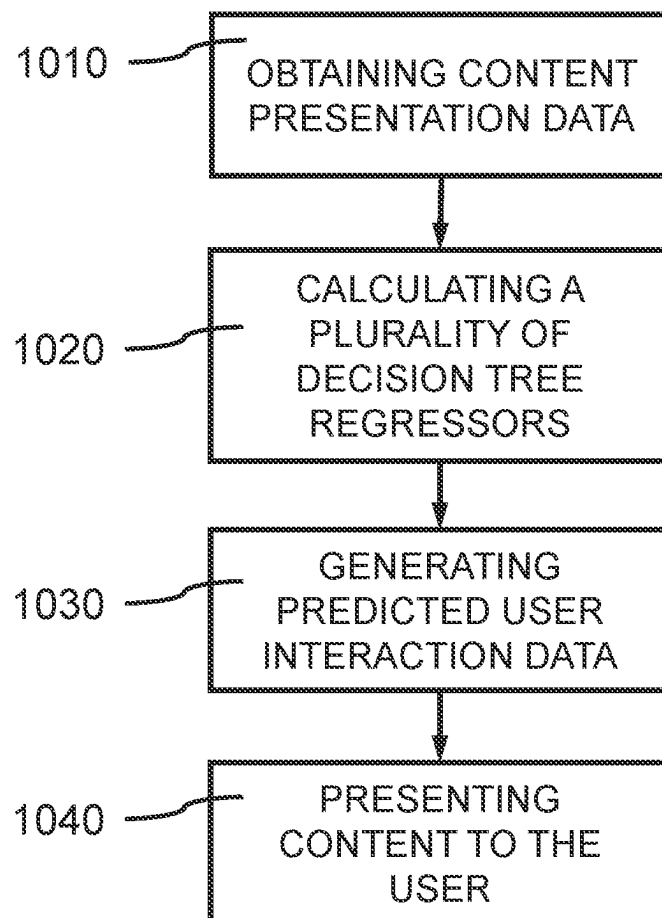 1010
OBTAINING CONTENT
PRESENTATION DATA
1020
CALCULATING A
PLURALITY OF
DECISION TREE
REGRESSORS
1030
GENERATING
PREDICTED USER
INTERACTION DATA
1040
PRESENTING
CONTENT TO THE
USER